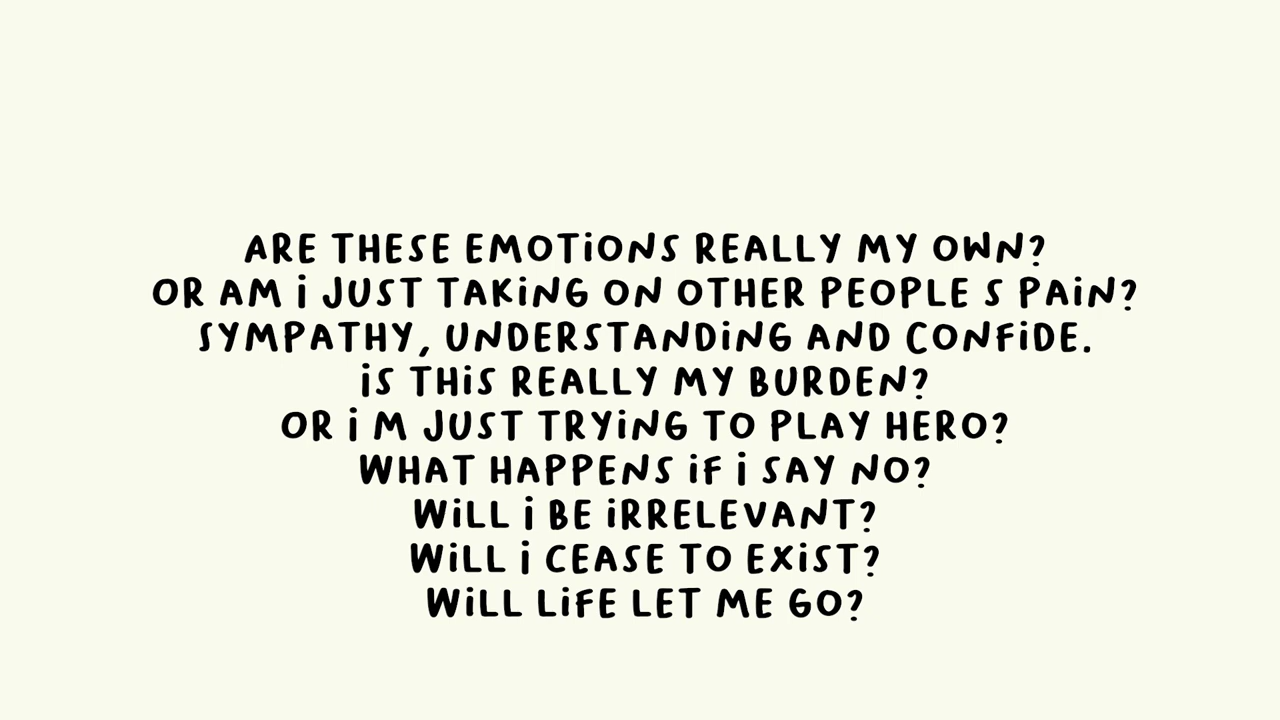 ARE THESE EMOTIONS REALLY MY OWN?
OR AM I JUST TAKING ON OTHER PEOPLE S PAIN?
SYMPATHY, UNDERSTANDING AND CONFIDE.
IS THIS REALLY MY BURDEN?
OR I M JUST TRYING TO PLAY HERO?
WHAT HAPPENS IF I SAY NO?
WILL I BE IRRELEVANT?
WILL I CEASE TO EXIST?
WILL LIFE LET ME GO?